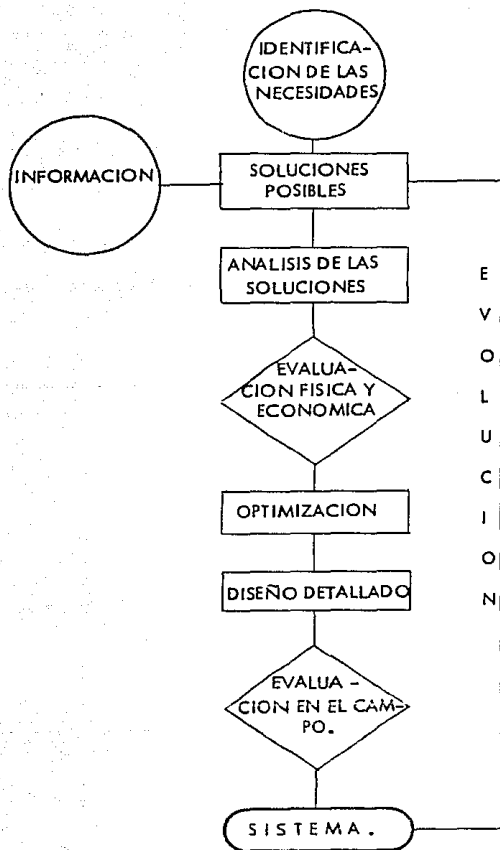 IDENTIFICA-
CION DE LAS
NECESIDADES
INFORMACION
SOLUCIONES
POSIBLES
ANALISIS DE LAS
SOLUCIONES
EVALUA-
CION FISICA Y
ECONOMICA
OPTIMIZACION
DISEÑO DETALLADO
EVALUA -
CION EN EL CAM-
PO.
SISTEMA.
E
V
O
L
U
C
I
O
N